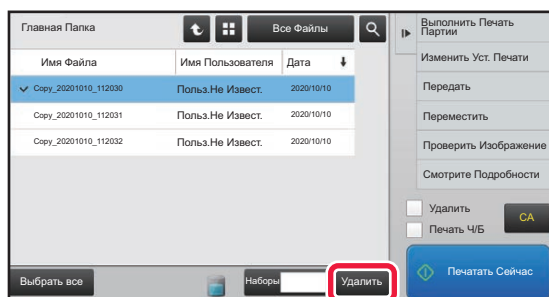 Главная Папка
Все Файлы
Имя Файла
Имя Пользователя
Дата
Copy_20201010_112030
Польз.Не Извест.
2020/10/10
Copy_20201010_112031
Польз.Не Извест.
2020/10/10
Copy_20201010_112032
Польз.Не Извест.
2020/10/10
Выбрать все
Наборы
Удалить
Выполнить Печать
Партии
Изменить Уст. Печати
Передать
Переместить
Проверить Изображение
Смотрите Подробности
Удалить
Печать Ч/Б
CA
Печатать Сейчас